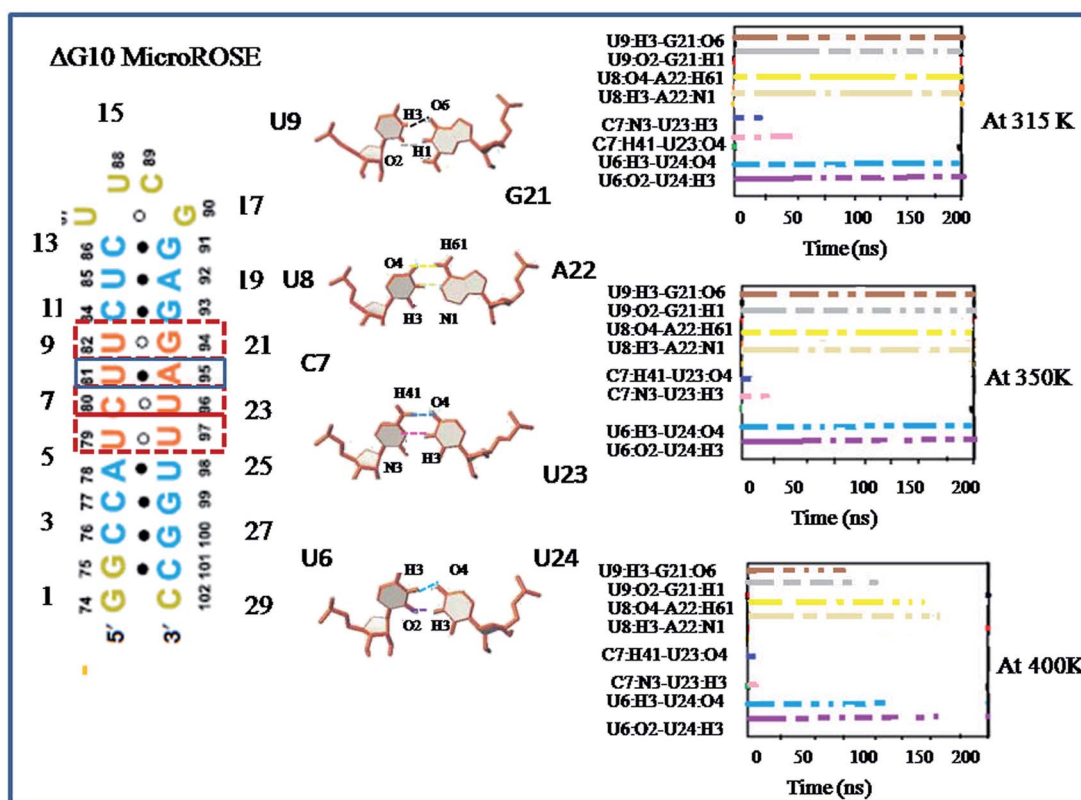 ΔG10 MicroROSE
15
U 88
C 89
U
G 90
17
13
86 C
G 91
85 U
A 92
19
11
84 C
G 93
9
82 U
G 94
21
81 U
A 95
7
80 C
U 96
23
79 U
U 97
5
78 A
U 98
25
77 C
G 99
3
76 C
G 100
27
75 G
C 101
1
74 G
C 102
29
5′
3′
U9
H3
O6
O2
H1
G21
U8
O4
H61
A22
H3
N1
C7
H41
O4
N3
H3
U23
U6
H3
O4
U24
O2
H3
U9:H3-G21:O6
U9:O2-G21:H1
U8:O4-A22:H61
U8:H3-A22:N1
C7:N3-U23:H3
C7:H41-U23:O4
U6:H3-U24:O4
U6:O2-U24:H3
0 50 100 150 200
Time (ns)
At 315 K
U9:H3-G21:O6
U9:O2-G21:H1
U8:O4-A22:H61
U8:H3-A22:N1
C7:H41-U23:O4
C7:N3-U23:H3
U6:H3-U24:O4
U6:O2-U24:H3
0 50 100 150 200
Time (ns)
At 350K
U9:H3-G21:O6
U9:O2-G21:H1
U8:O4-A22:H61
U8:H3-A22:N1
C7:H41-U23:O4
C7:N3-U23:H3
U6:H3-U24:O4
U6:O2-U24:H3
0 50 100 150 200
Time (ns)
At 400K